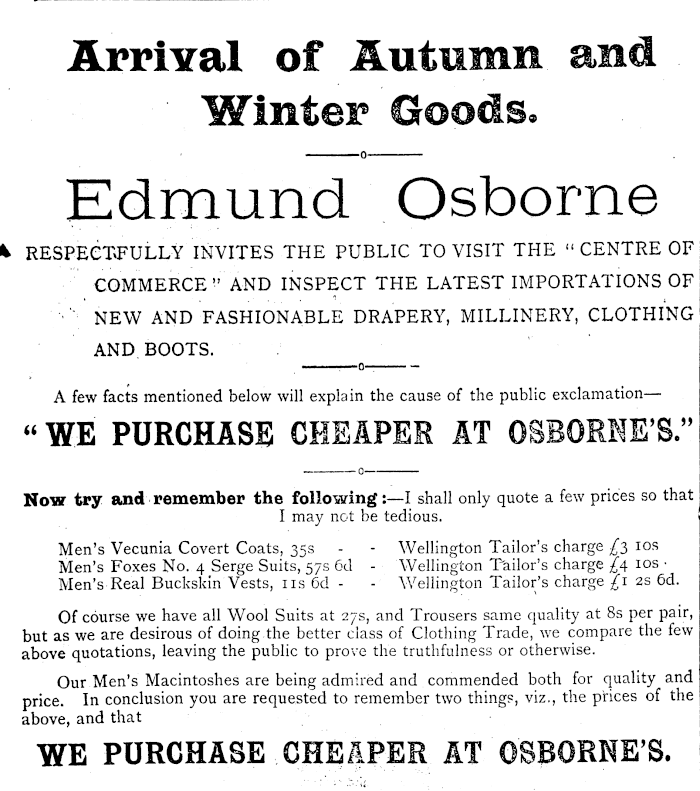 Arrival of Autumn and
Winter Goods.
Edmund Osborne
RESPECTFULLY INVITES THE PUBLIC TO VISIT THE "CENTRE OF
COMMERCE" AND INSPECT THE LATEST IMPORTATIONS OF
NEW AND FASHIONABLE DRAPERY, MILLINERY, CLOTHING
AND BOOTS.
A few facts mentioned below will explain the cause of the public exclamation—
"WE PURCHASE CHEAPER AT OSBORNE'S."
Now try and remember the following:—I shall only quote a few prices so that
I may not be tedious.
Men's Vecunia Covert Coats, 35s - - Wellington Tailor's charge £3 10s
Men's Foxes No. 4 Serge Suits, 57s 6d - Wellington Tailor's charge £4 10s
Men's Real Buckskin Vests, 11s 6d - - Wellington Tailor's charge £1 2s 6d.
Of course we have all Wool Suits at 27s, and Trousers same quality at 8s per pair,
but as we are desirous of doing the better class of Clothing Trade, we compare the few
above quotations, leaving the public to prove the truthfulness or otherwise.
Our Men's Macintoshes are being admired and commended both for quality and
price. In conclusion you are requested to remember two things, viz., the prices of the
above, and that
WE PURCHASE CHEAPER AT OSBORNE'S.